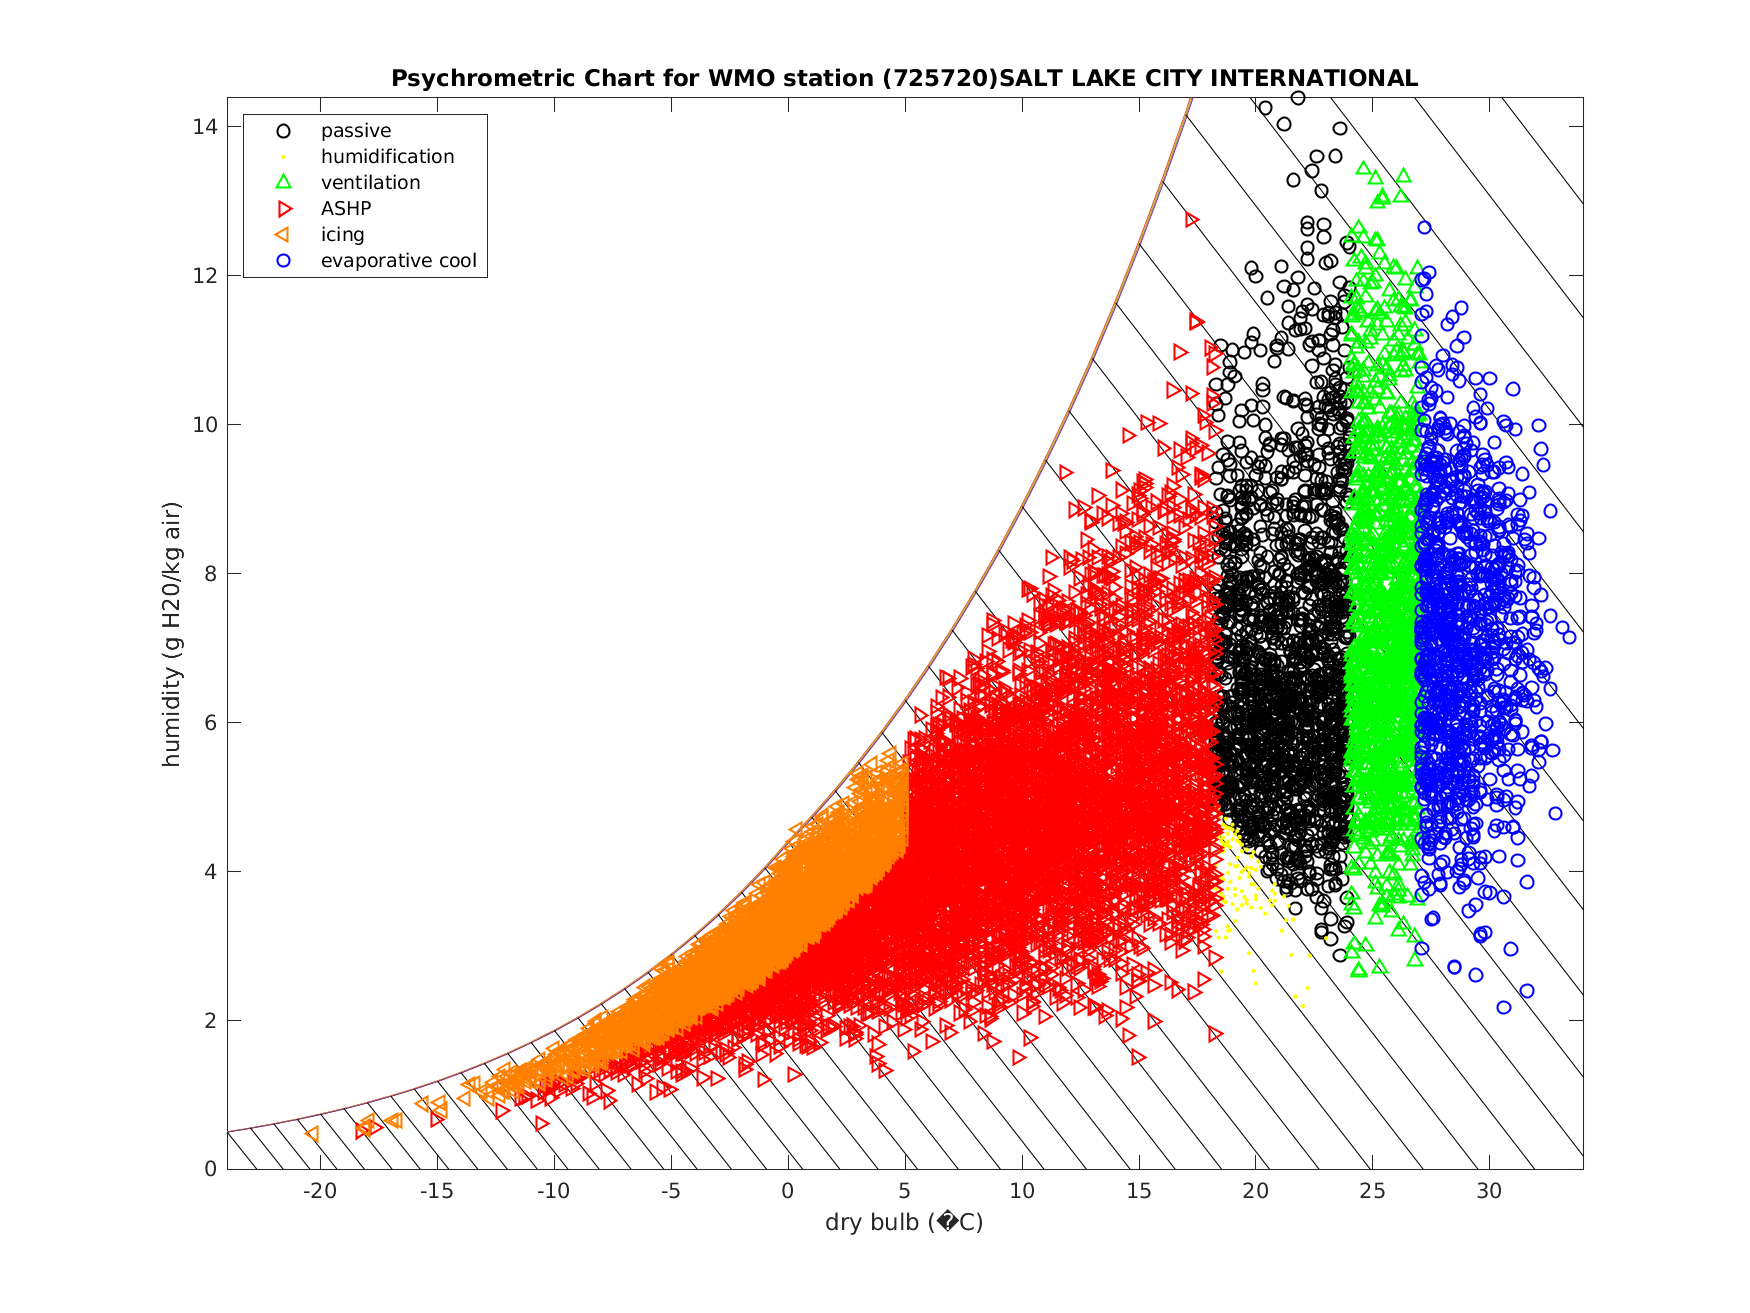 Psychrometric Chart for WMO station (725720)SALT LAKE CITY INTERNATIONAL
passive
humidification
ventilation
ASHP
icing
evaporative cool
humidity (g H20/kg air)
14
12
10
8
6
4
2
0
-20 -15 -10 -5 0 5 10 15 20 25 30
dry bulb (�C)